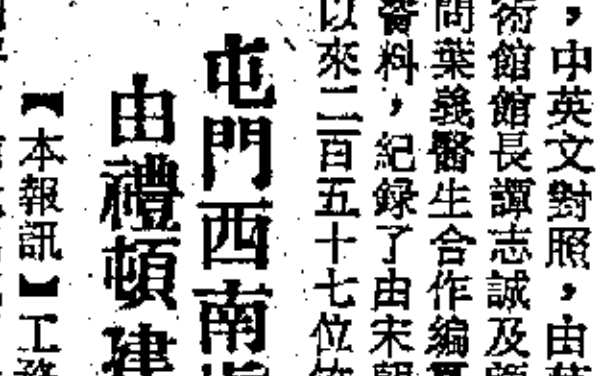 ，中英文對照，由
術館館長譚志誠及
問葉義醫生合作編
料，紀錄了由宋
以來二百五十七位
屯門西南
由禮頓建
【本報訊】工務